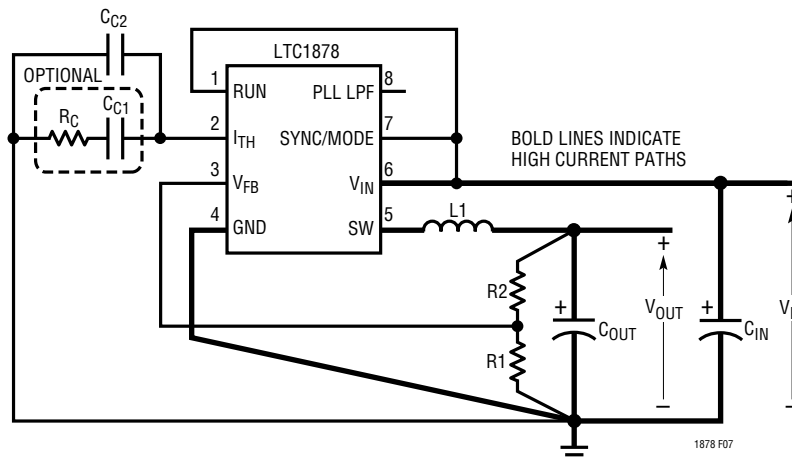 CC2
OPTIONAL
RC
CC1
LTC1878
1
RUN
2
ITH
3
VFB
4
GND
PLL LPF
8
SYNC/MODE
7
VIN
6
SW
5
BOLD LINES INDICATE
HIGH CURRENT PATHS
L1
R2
R1
+
COUT
+
VOUT
–
+
CIN
+
–
1878 F07